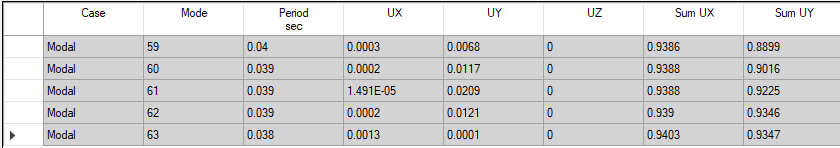 Case Mode Period sec UX UY UZ Sum UX Sum UY
Modal 59 0.04 0.0003 0.0068 0 0.9386 0.8899
Modal 60 0.039 0.0002 0.0117 0 0.9388 0.9016
Modal 61 0.039 1.491E-05 0.0209 0 0.9388 0.9225
Modal 62 0.039 0.0002 0.0121 0 0.939 0.9346
Modal 63 0.038 0.0013 0.0001 0 0.9403 0.9347